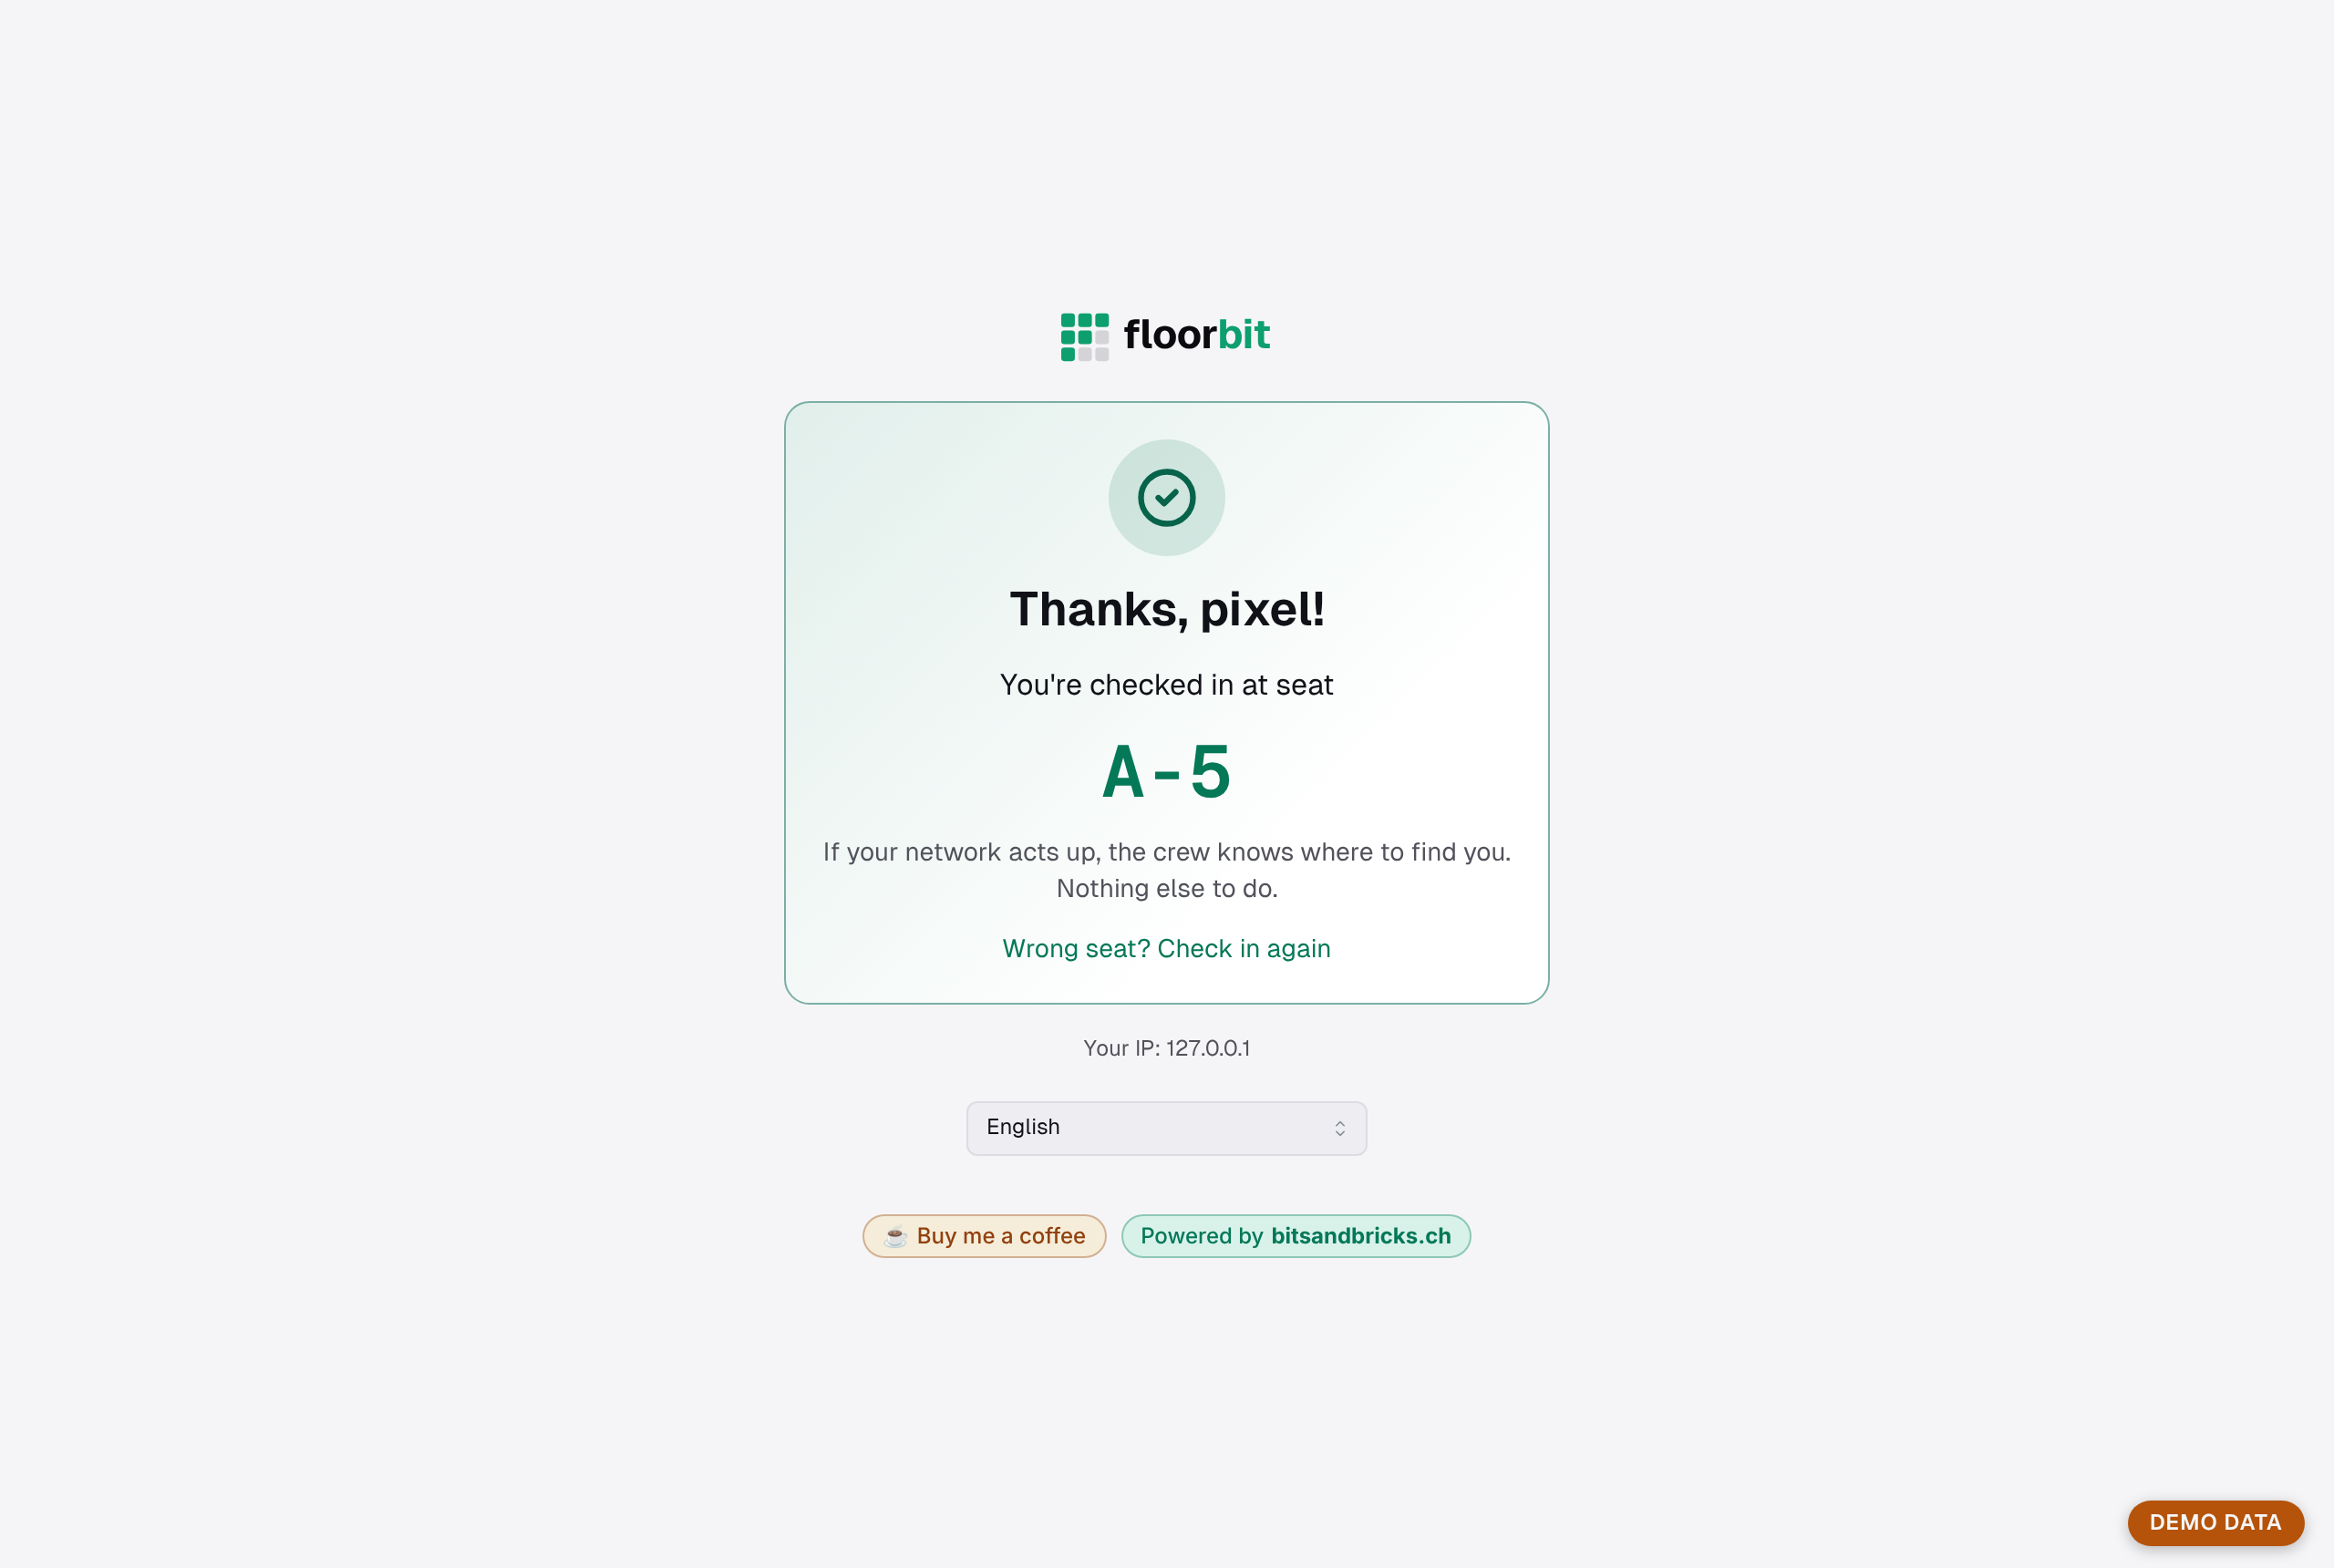 floorbit
Thanks, pixel!
You're checked in at seat
A-5
If your network acts up, the crew knows where to find you.
Nothing else to do.
Wrong seat? Check in again
Your IP: 127.0.0.1
English
☕ Buy me a coffee
Powered by bitsandbricks.ch
DEMO DATA